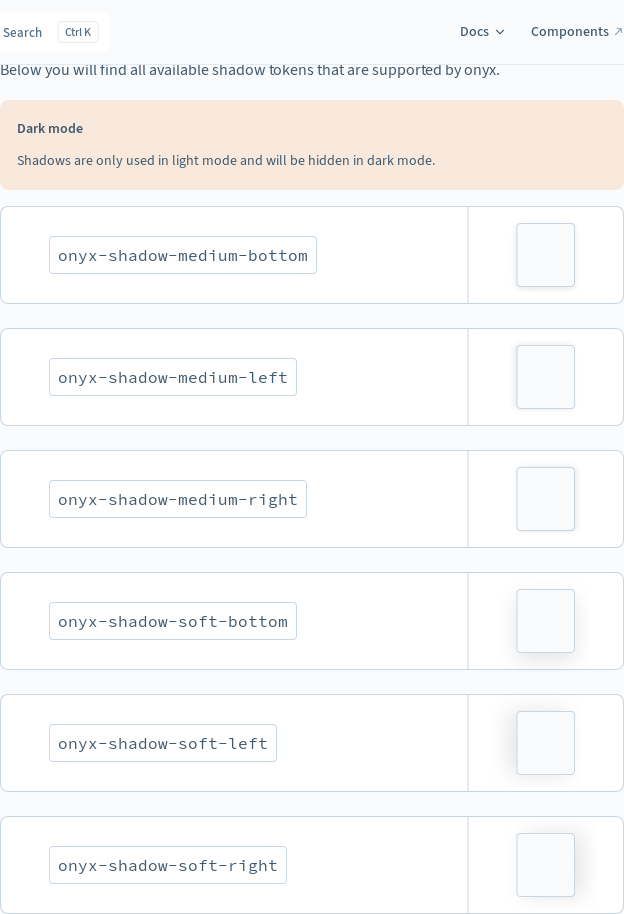 Search Ctrl K Docs Components
Below you will find all available shadow tokens that are supported by onyx.
Dark mode
Shadows are only used in light mode and will be hidden in dark mode.
onyx-shadow-medium-bottom
onyx-shadow-medium-left
onyx-shadow-medium-right
onyx-shadow-soft-bottom
onyx-shadow-soft-left
onyx-shadow-soft-right